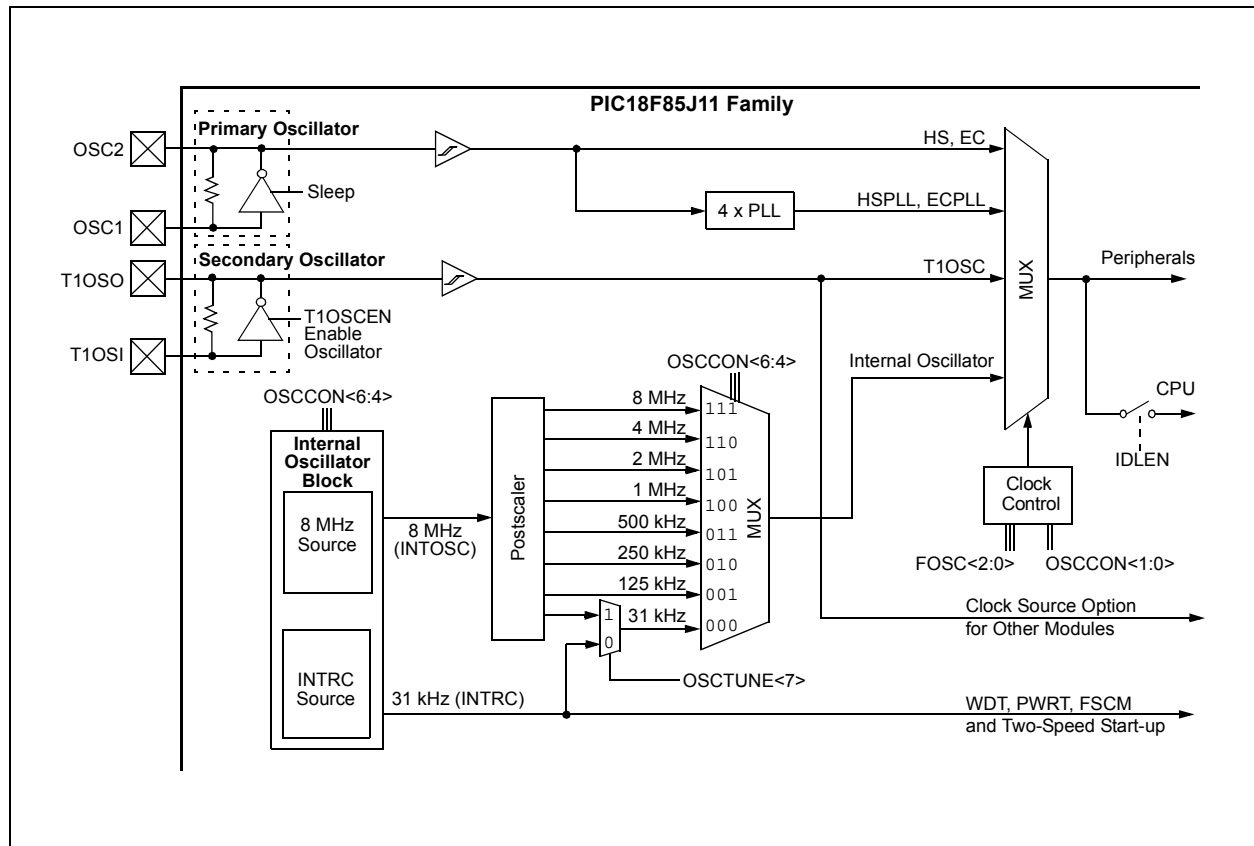 PIC18F85J11 Family
Primary Oscillator
OSC2
HS, EC
Sleep
4 x PLL
HSPLL, ECPLL
OSC1
Secondary Oscillator
T1OSO
T1OSC
Peripherals
MUX
T1OSCEN
Enable
Oscillator
T1OSI
OSCCON<6:4>
Internal Oscillator
OSCCON<6:4>
CPU
IDLEN
Internal
Oscillator
Block
8 MHz
Source
8 MHz
(INTOSC)
Postscaler
8 MHz
111
4 MHz
110
2 MHz
101
1 MHz
100
500 kHz
011
250 kHz
010
125 kHz
001
1
31 kHz
000
0
MUX
Clock
Control
FOSC<2:0>
OSCCON<1:0>
Clock Source Option
for Other Modules
OSCTUNE<7>
INTRC
Source
31 kHz (INTRC)
WDT, PWRT, FSCM
and Two-Speed Start-up